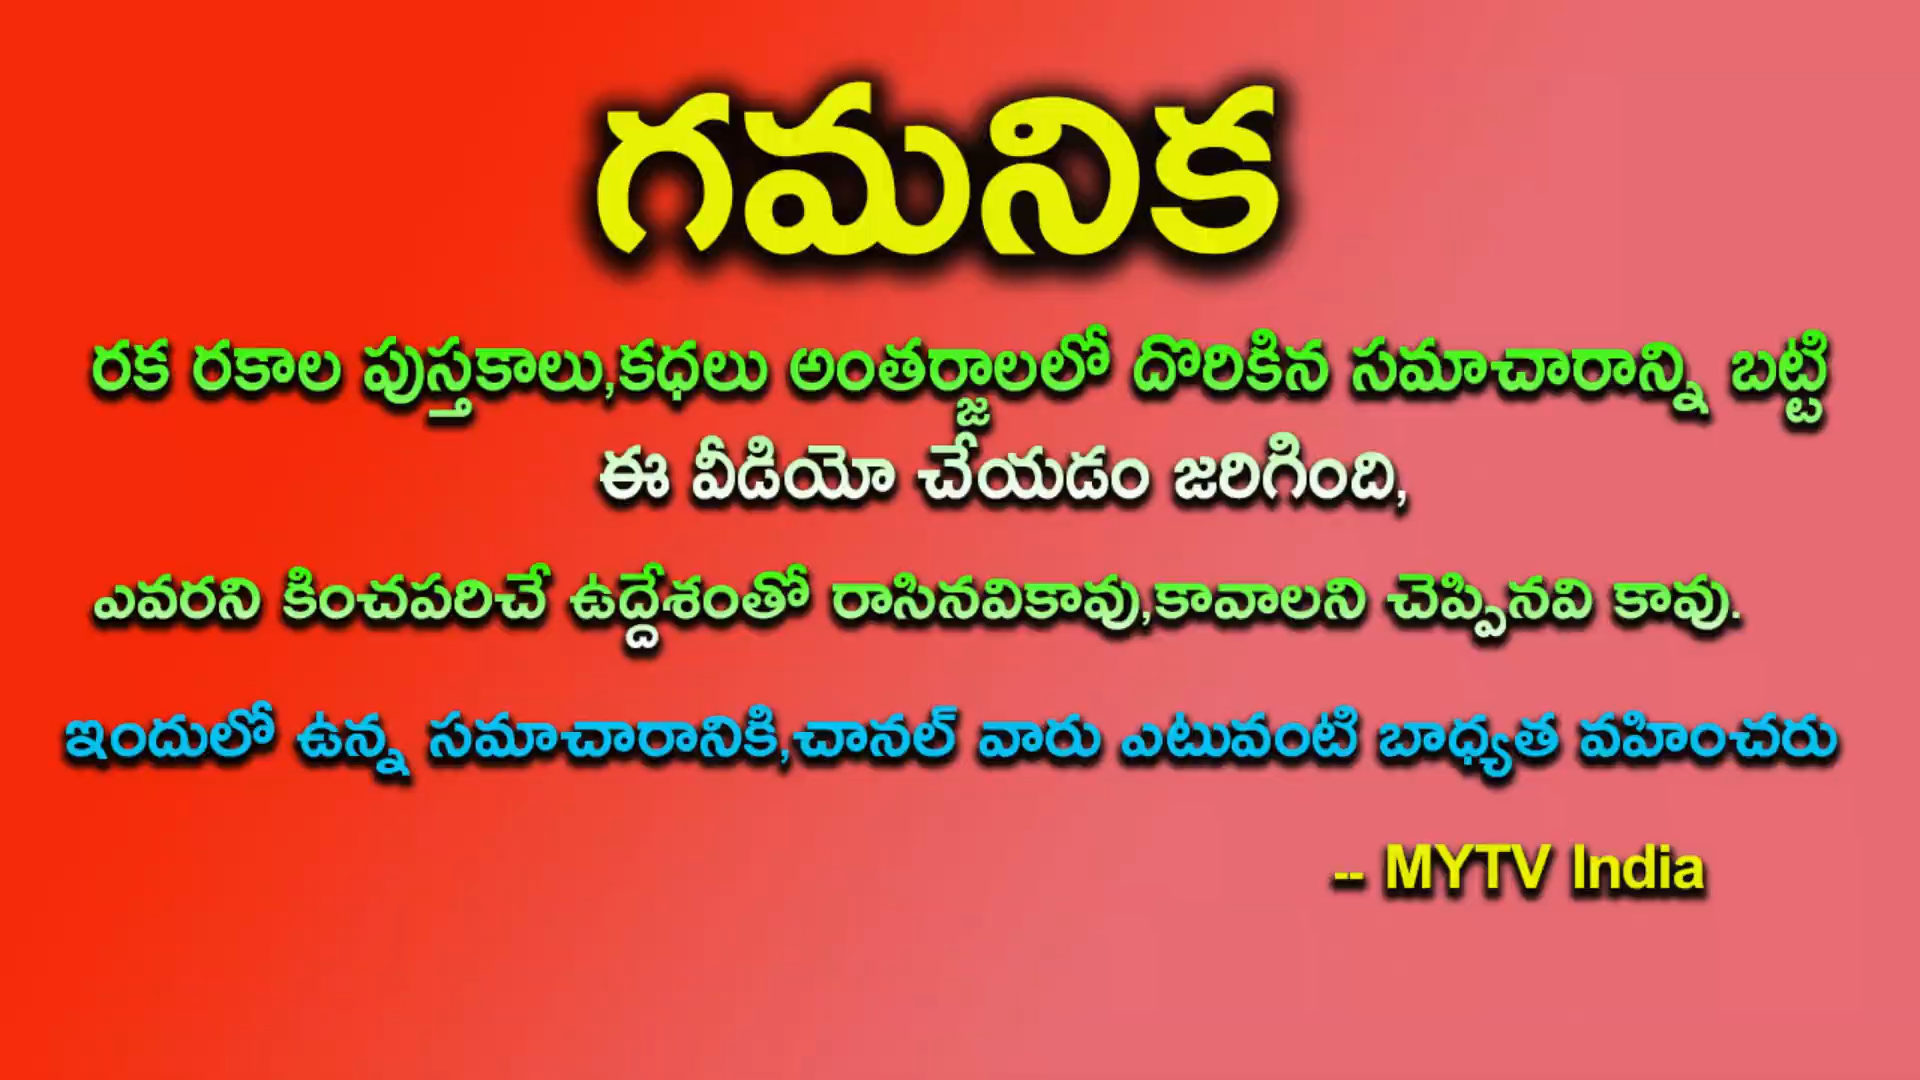 గమనిక
రక రకాల పుస్తకాలు,కధలు అంతర్జాలలో దొరికిన సమాచారాన్ని బట్టి
ఈ వీడియో చేయడం జరిగింది,
ఎవరని కించపరిచే ఉద్దేశంతో రాసినవికావు,కావాలని చెప్పినవి కావు.
ఇందులో ఉన్న సమాచారానికి,చానల్ వారు ఎటువంటి బాధ్యత వహించరు
-- MYTV India